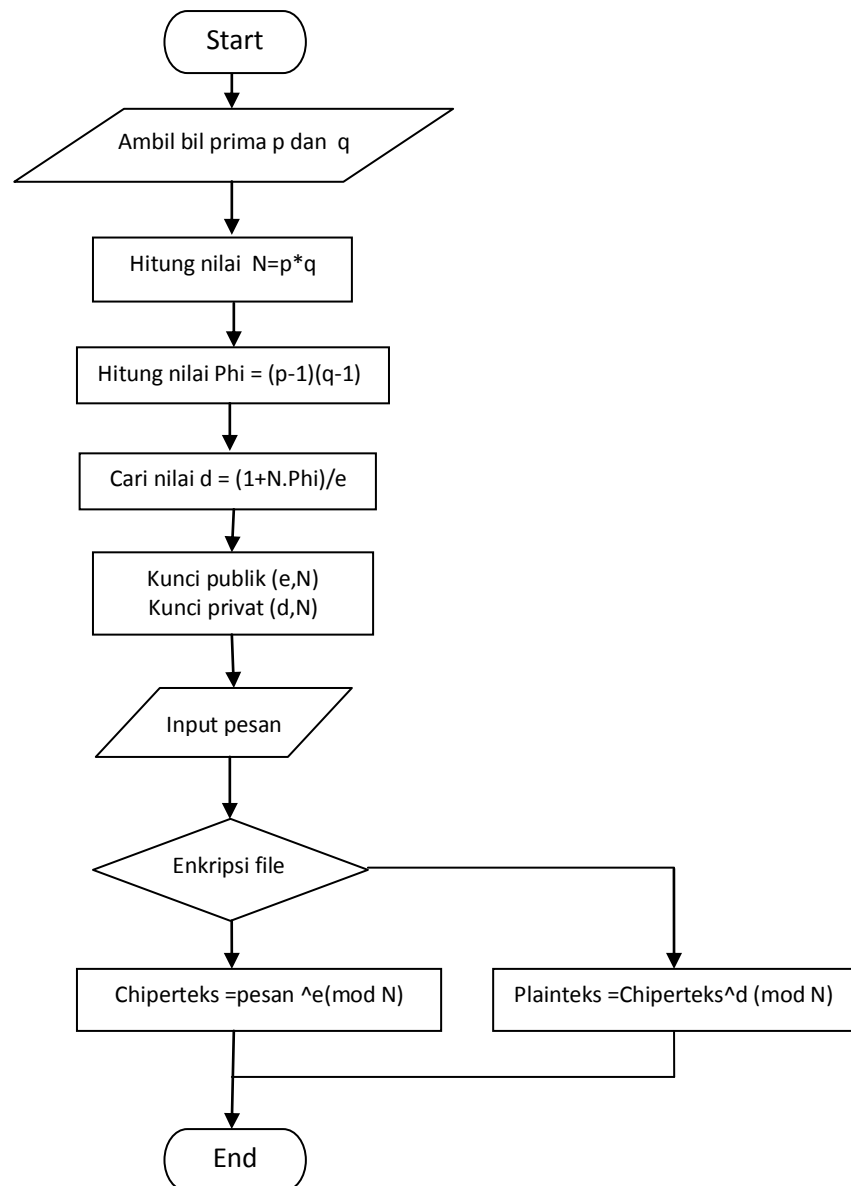 Start
Ambil bil prima p dan q
Hitung nilai N=p*q
Hitung nilai Phi = (p-1)(q-1)
Cari nilai d = (1+N.Phi)/e
Kunci publik (e,N)
Kunci privat (d,N)
Input pesan
Enkripsi file
Chiperteks =pesan ^e(mod N)
Plainteks =Chiperteks^d (mod N)
End